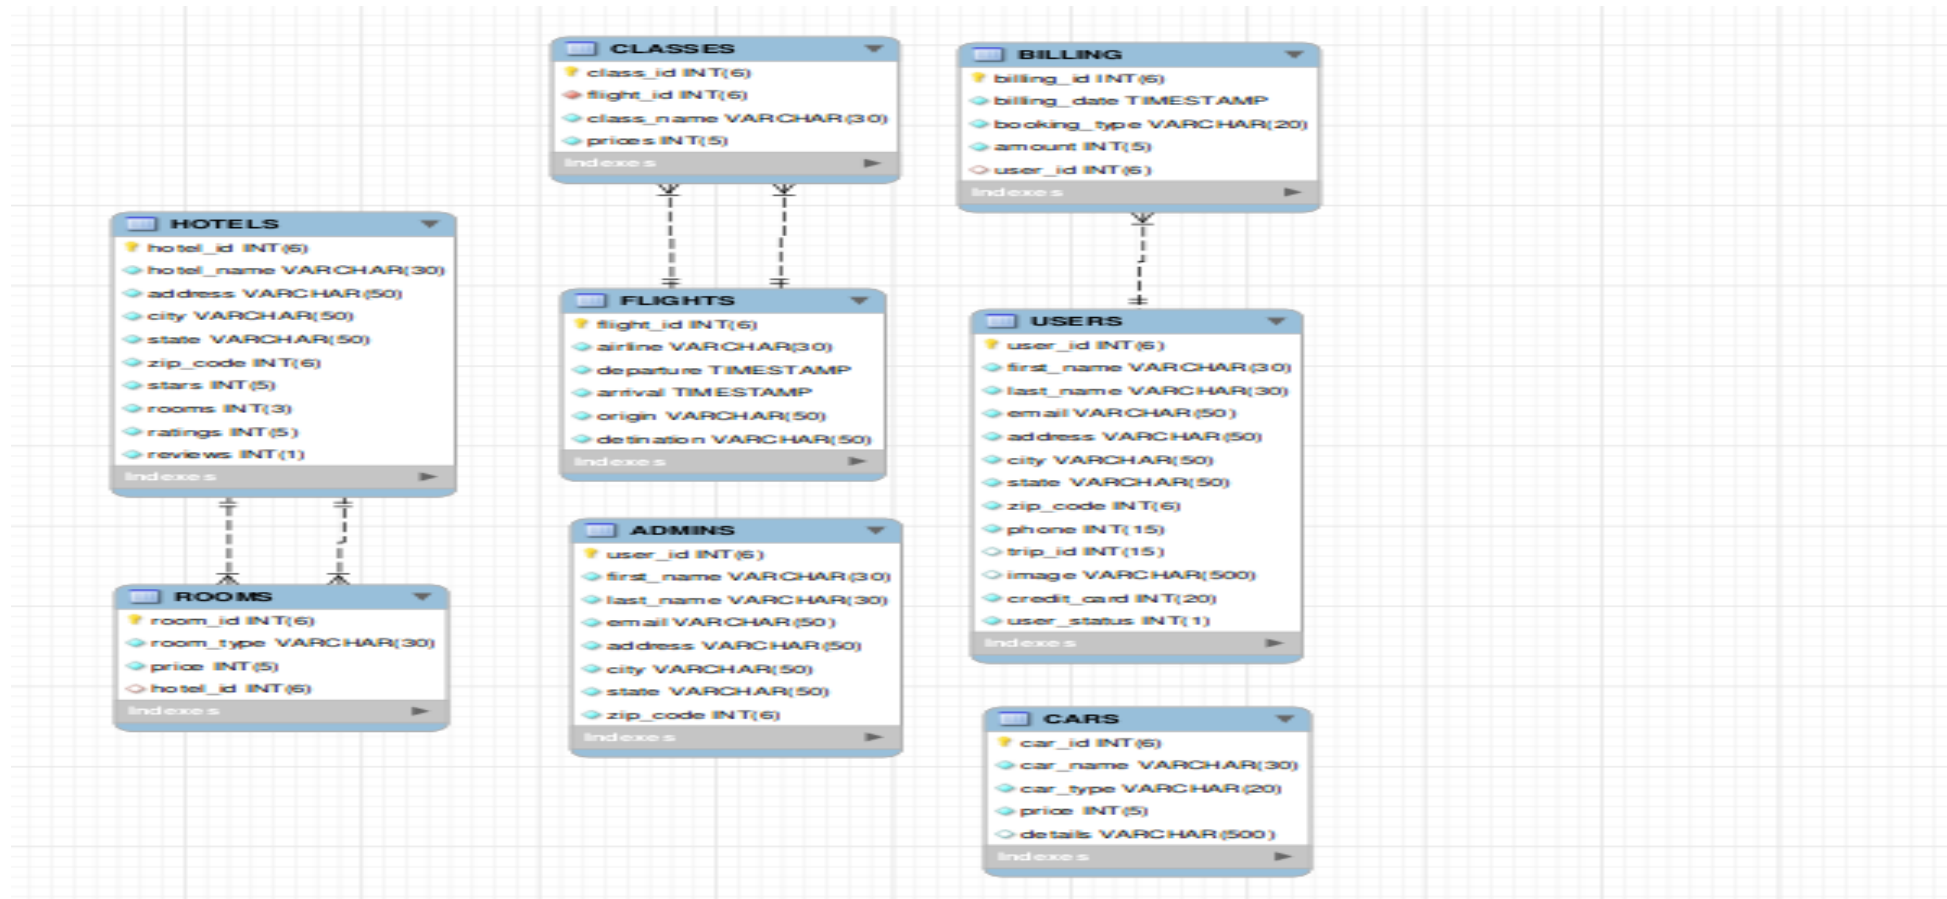 CLASSES
class_id INT(6)
flight_id INT(6)
class_name VARCHAR(30)
prices INT(5)
Indexes
BILLING
billing_id INT(6)
billing_date TIMESTAMP
booking_type VARCHAR(20)
amount INT(5)
user_id INT(6)
Indexes
HOTELS
hotel_id INT(6)
hotel_name VARCHAR(30)
address VARCHAR(50)
city VARCHAR(50)
state VARCHAR(50)
zip_code INT(6)
stars INT(5)
rooms INT(3)
ratings INT(5)
reviews INT(1)
Indexes
FLIGHTS
flight_id INT(6)
airline VARCHAR(30)
departure TIMESTAMP
arrival TIMESTAMP
origin VARCHAR(50)
detination VARCHAR(50)
Indexes
USERS
user_id INT(6)
first_name VARCHAR(30)
last_name VARCHAR(30)
email VARCHAR(50)
address VARCHAR(50)
city VARCHAR(50)
state VARCHAR(50)
zip_code INT(6)
phone INT(15)
trip_id INT(15)
image VARCHAR(500)
credit_card INT(20)
user_status INT(1)
Indexes
ADMINS
user_id INT(6)
first_name VARCHAR(30)
last_name VARCHAR(30)
email VARCHAR(50)
address VARCHAR(50)
city VARCHAR(50)
state VARCHAR(50)
zip_code INT(6)
Indexes
ROOMS
room_id INT(6)
room_type VARCHAR(30)
price INT(5)
hotel_id INT(6)
Indexes
CARS
car_id INT(6)
car_name VARCHAR(30)
car_type VARCHAR(20)
price INT(5)
details VARCHAR(500)
Indexes